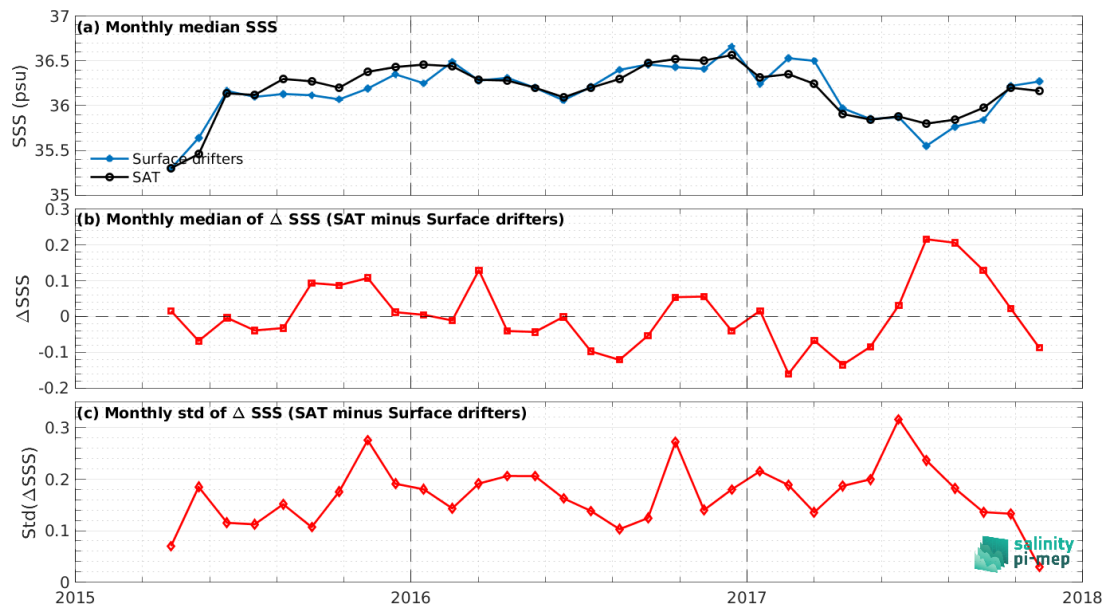 (a) Monthly median SSS
37
36.5
36
35.5
35
SSS (psu)
Surface drifters
SAT
(b) Monthly median of Δ SSS (SAT minus Surface drifters)
0.3
0.2
0.1
0
-0.1
-0.2
ΔSSS
(c) Monthly std of Δ SSS (SAT minus Surface drifters)
0.3
0.2
0.1
0
Std(ΔSSS)
2015
2016
2017
2018
salinity
pi-mep